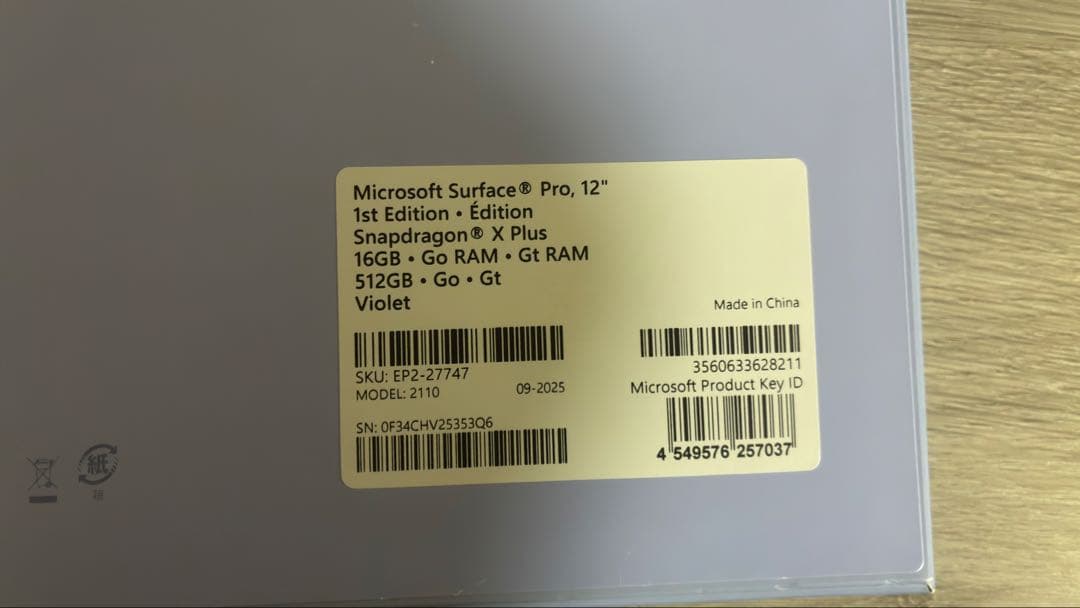 Microsoft Surface® Pro, 12"
1st Edition • Édition
Snapdragon® X Plus
16GB • Go RAM • Gt RAM
512GB • Go • Gt
Violet
Made in China
SKU: EP2-27747
MODEL: 2110
09-2025
SN: 0F34CHV25353Q6
3560633628211
Microsoft Product Key ID
4 549576 257037
紙
箱